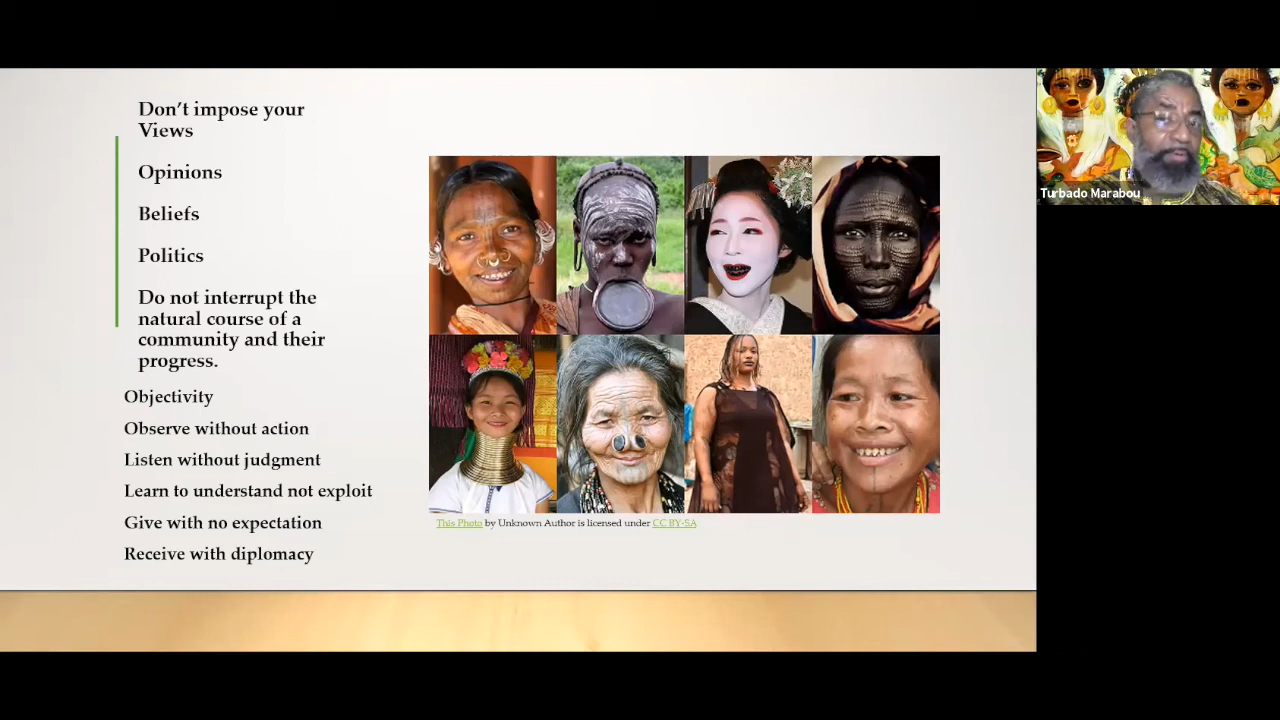 Don’t impose your
Views
Opinions
Beliefs
Politics
Do not interrupt the
natural course of a
community and their
progress.
Objectivity
Observe without action
Listen without judgment
Learn to understand not exploit
Give with no expectation
Receive with diplomacy
This Photo by Unknown Author is licensed under CC BY-SA
Turbado Marabou